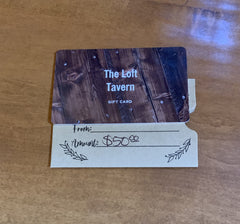 The Loft
Tavern
GIFT CARD
From:
Amount: $50.00